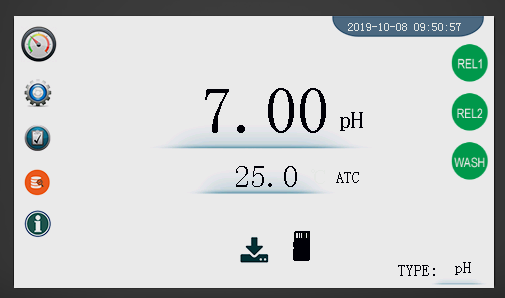 2019-10-08 09:50:57
REL1
7.00 pH
REL2
25.0 ATC
WASH
TYPE: pH